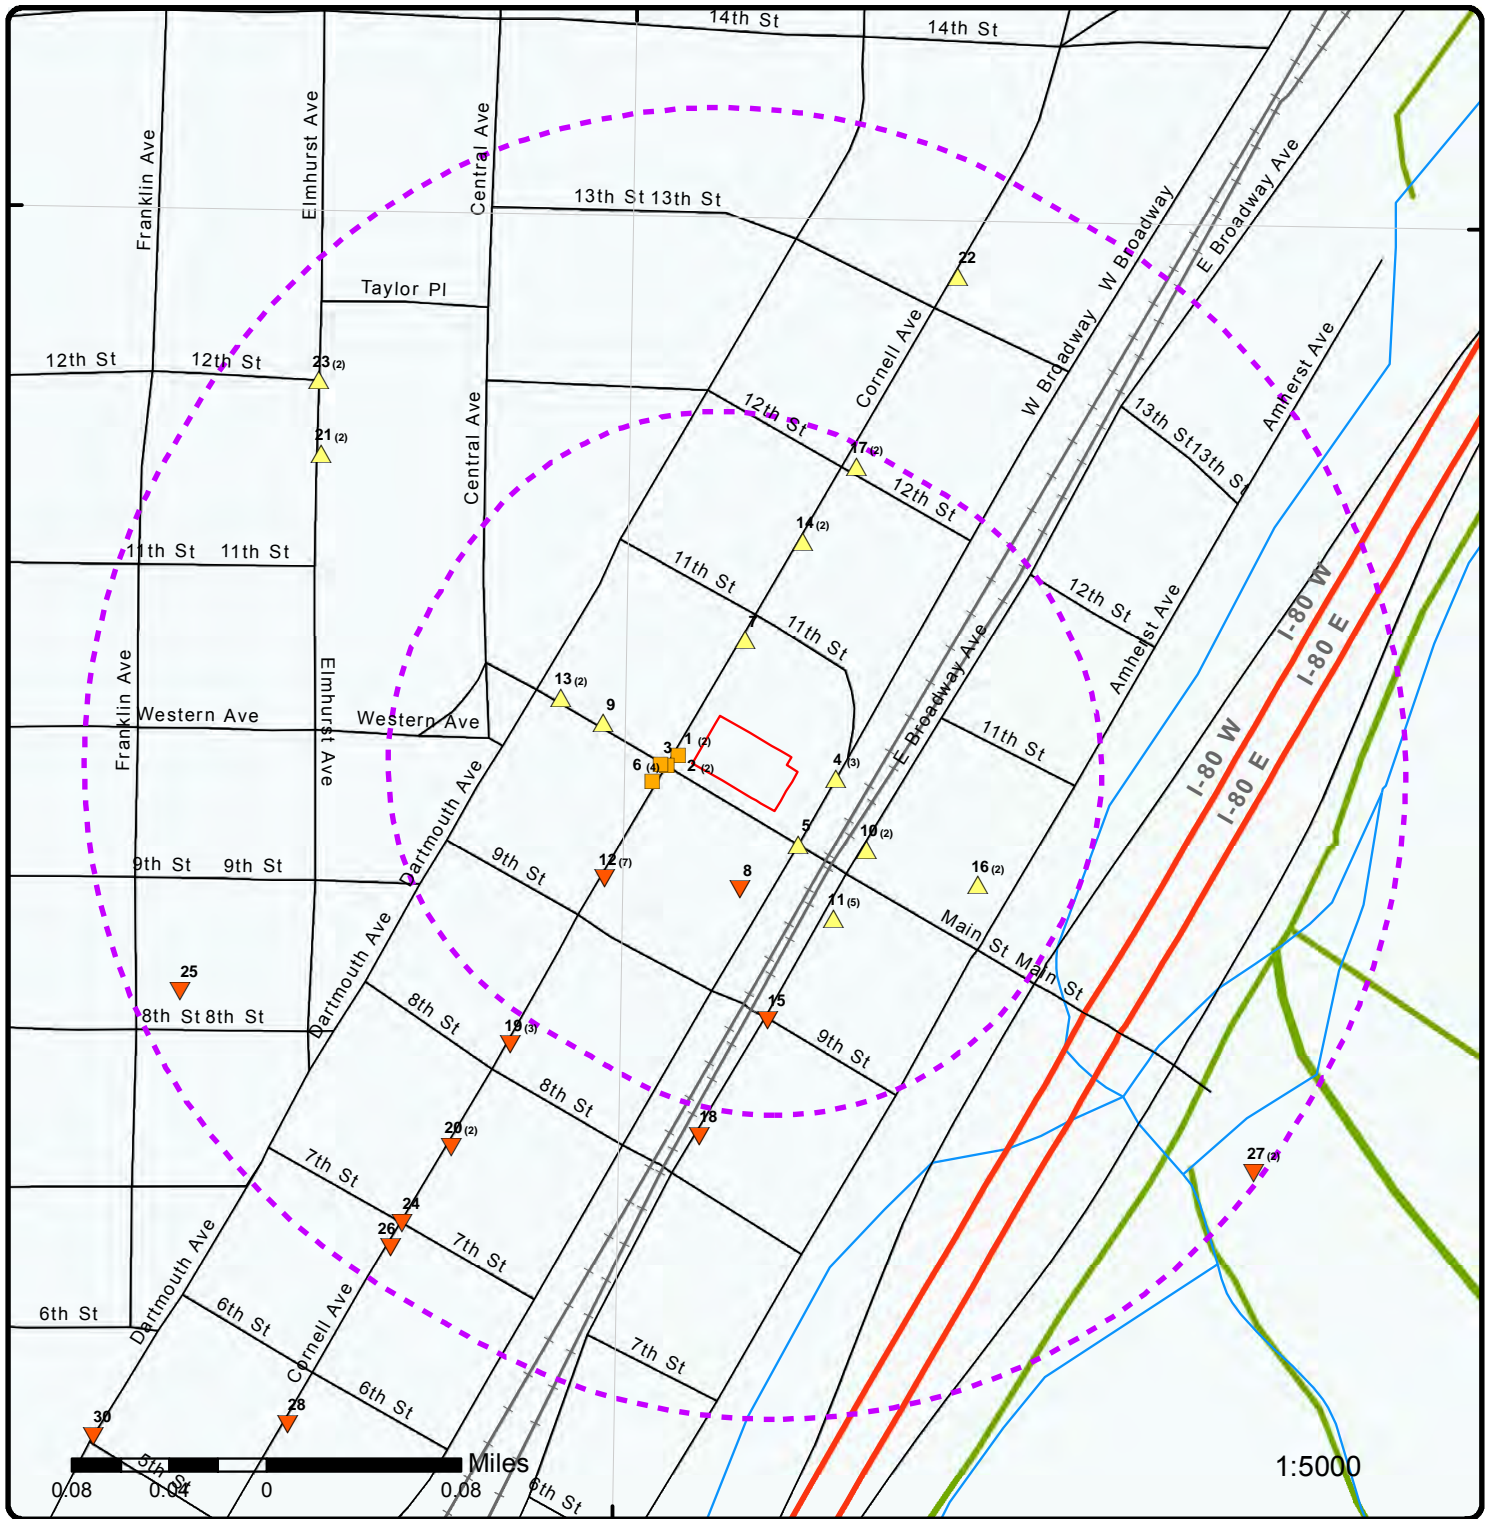 14th St
14th St
Franklin Ave
Elmhurst Ave
Central Ave
13th St 13th St
W Broadway
E Broadway Ave
22
Taylor Pl
Cornell Ave
W Broadway
Amherst Ave
12th St
12th St
23 (2)
Central Ave
12th St
13th St 13th St
21 (2)
17 (2)
12th St
14 (2)
11th St
11th St
11th St
12th St
I-80 W
I-80 E
7
11th St
Amherst Ave
E Broadway Ave
Franklin Ave
Elmhurst Ave
13 (2)
9
Western Ave
Western Ave
1 (2)
3
2 (2)
6 (4)
4 (3)
11th St
I-80 W
I-80 E
Dartmouth Ave
5
10 (2)
9th St
9th St
9th St
12 (7)
8
16 (2)
11 (5)
Main St Main St
Dartmouth Ave
25
8th St 8th St
8th St
19 (3)
15
9th St
8th St
20 (2)
18
27 (2)
7th St
24
26
7th St
Dartmouth Ave
6th St
6th St
Cornell Ave
7th St
6th St
30
28
5th St
6th St
Miles
0.08
0.04
0
0.08
1:5000